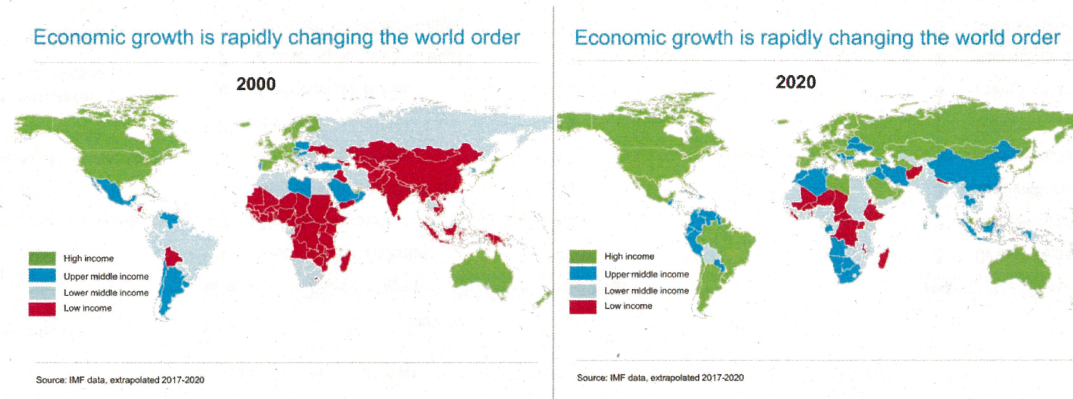 Economic growth is rapidly changing the world order
2000
High income
Upper middle income
Lower middle income
Low income
Source: IMF data, extrapolated 2017-2020
Economic growth is rapidly changing the world order
2020
High income
Upper middle income
Lower middle income
Low income
Source: IMF data, extrapolated 2017-2020